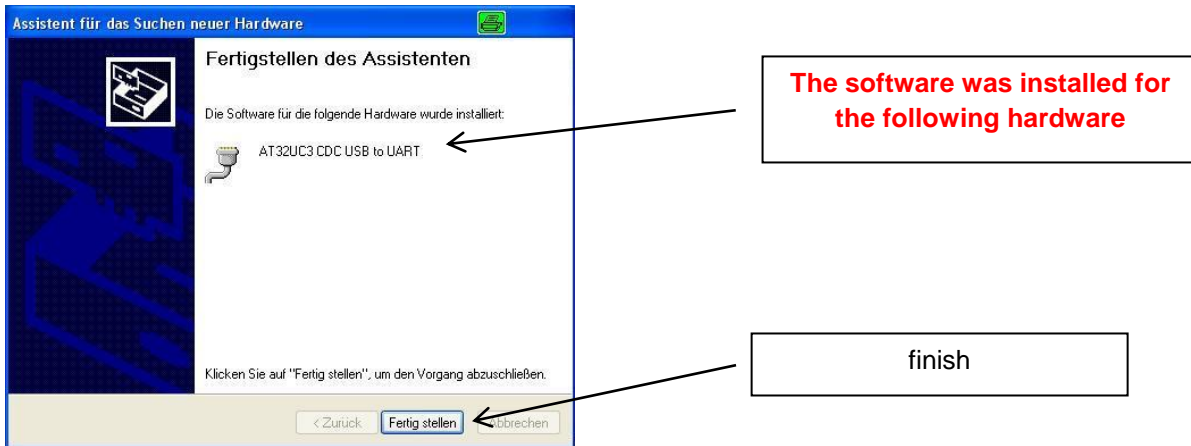 Assistent für das Suchen neuer Hardware
Fertigstellen des Assistenten
Die Software für die folgende Hardware wurde installiert:
AT32UC3 CDC USB to UART
Klicken Sie auf "Fertig stellen", um den Vorgang abzuschließen.
< Zurück
Fertig stellen
Abbrechen
The software was installed for
the following hardware
finish